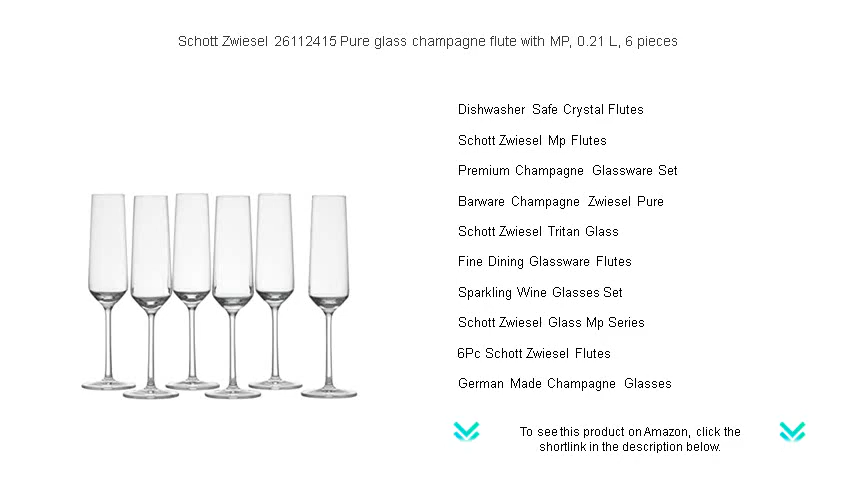 Schott Zwiesel 26112415 Pure glass champagne flute with MP, 0.21 L, 6 pieces
Dishwasher Safe Crystal Flutes
Schott Zwiesel Mp Flutes
Premium Champagne Glassware Set
Barware Champagne Zwiesel Pure
Schott Zwiesel Tritan Glass
Fine Dining Glassware Flutes
Sparkling Wine Glasses Set
Schott Zwiesel Glass Mp Series
6Pc Schott Zwiesel Flutes
German Made Champagne Glasses
To see this product on Amazon, click the
shortlink in the description below.